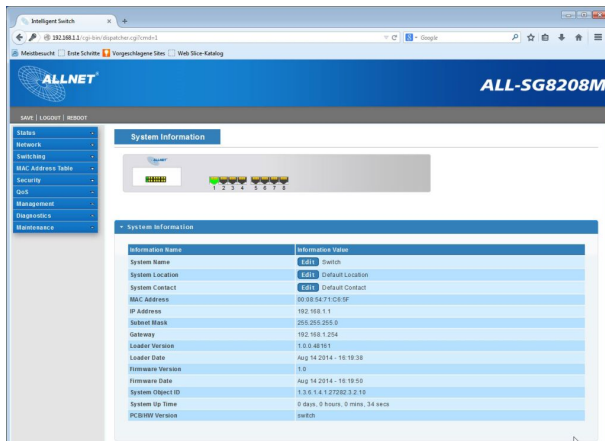 Intelligent Switch
192.168.1.1/cgi-bin/dispatcher.cgi?cmd=1
Google
Meistbesucht Erste Schritte Vorgeschlagene Sites Web Slice-Katalog
ALLNET
ALL-SG8208M
SAVE | LOGOUT | REBOOT
Status
Network
Switching
MAC Address Table
Security
QoS
Management
Diagnostics
Maintenance
System Information
ALLNET
1 2 3 4 5 6 7 8
System Information
Information Name Information Value
System Name Edit Switch
System Location Edit Default Location
System Contact Edit Default Contact
MAC Address 00:08:54:71:C6:5F
IP Address 192.168.1.1
Subnet Mask 255.255.255.0
Gateway 192.168.1.254
Loader Version 1.0.0.48161
Loader Date Aug 14 2014 - 16:19:38
Firmware Version 1.0
Firmware Date Aug 14 2014 - 16:19:50
System Object ID 1.3.6.1.4.1.27282.3.2.10
System Up Time 0 days, 0 hours, 0 mins, 34 secs
PCB/HW Version switch